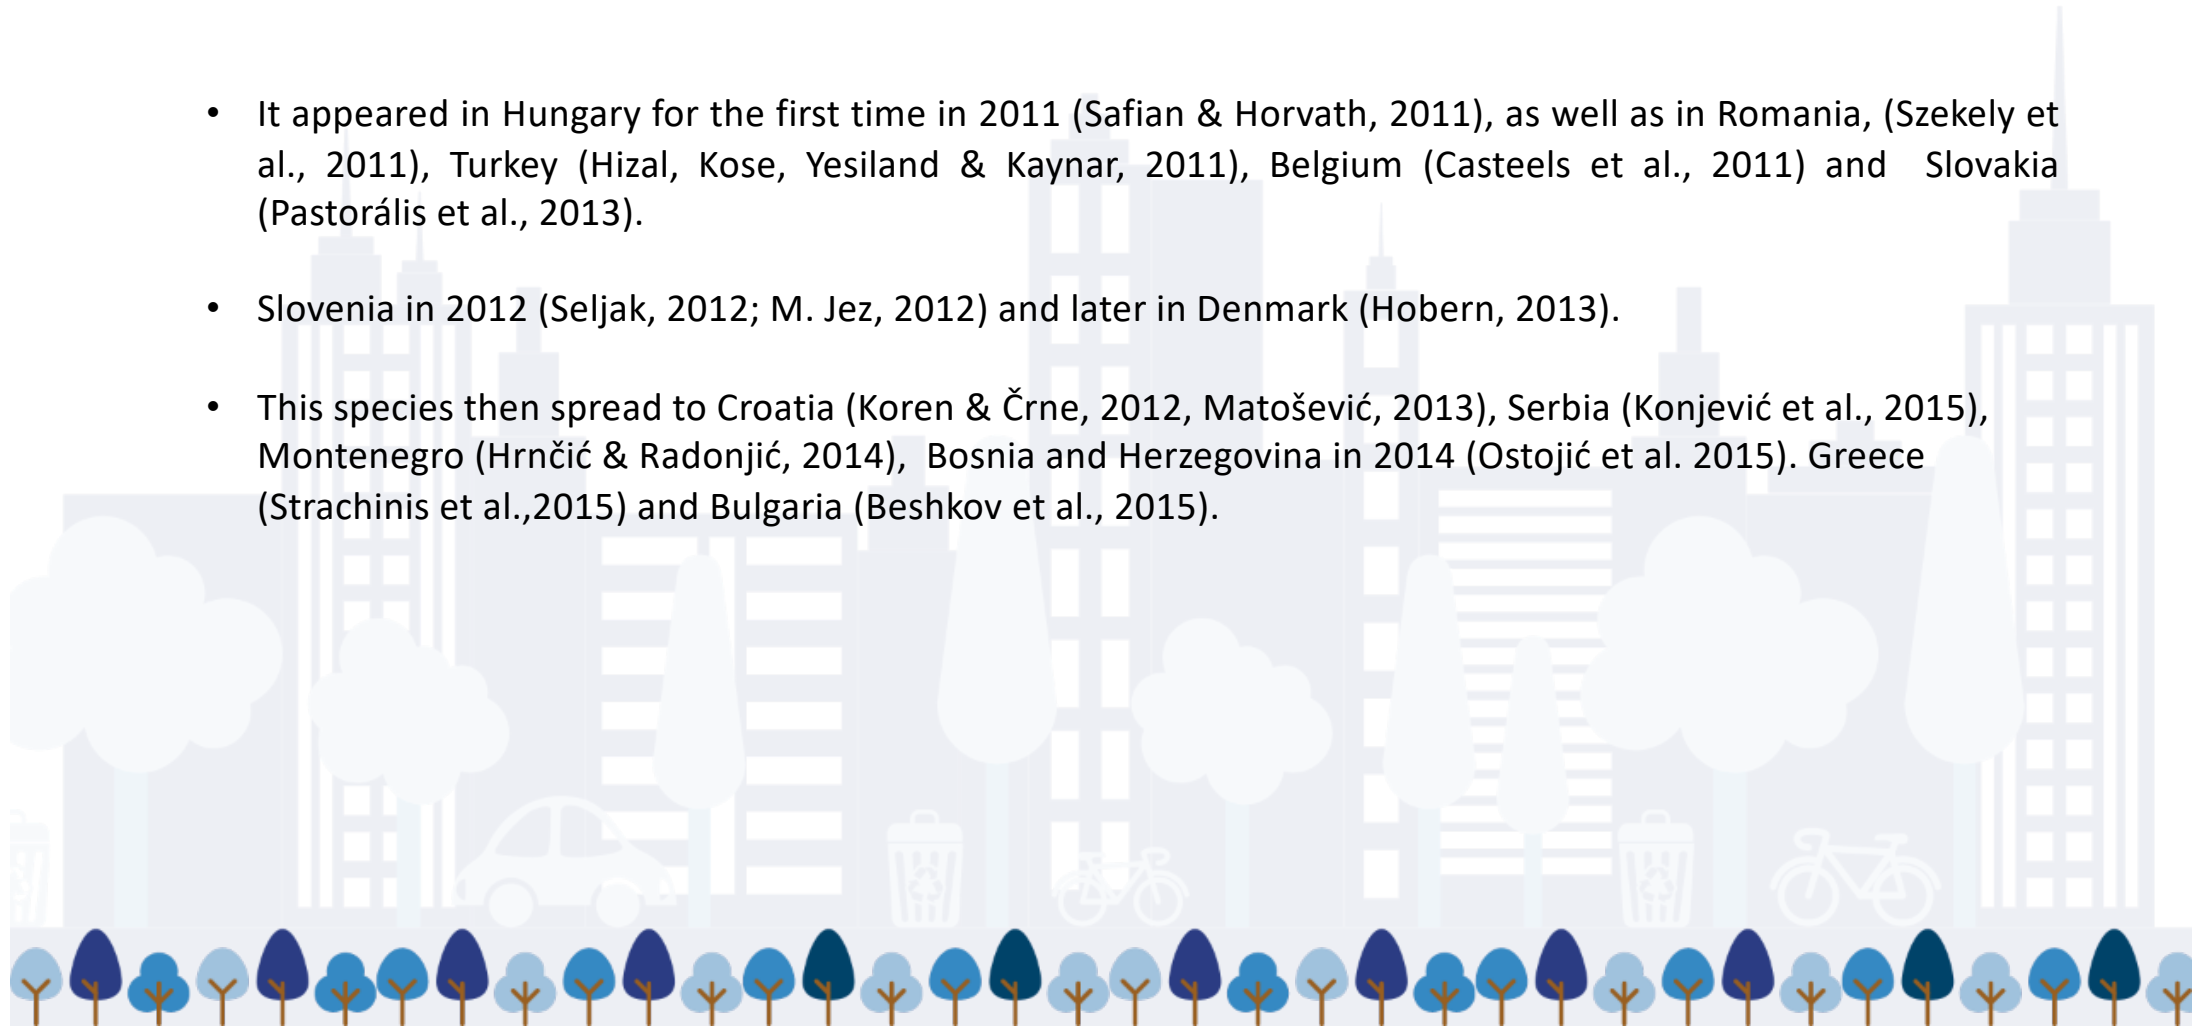 • It appeared in Hungary for the first time in 2011 (Safian & Horvath, 2011), as well as in Romania, (Szekely et
al., 2011), Turkey (Hizal, Kose, Yesiland & Kaynar, 2011), Belgium (Casteels et al., 2011) and Slovakia
(Pastorális et al., 2013).
• Slovenia in 2012 (Seljak, 2012; M. Jez, 2012) and later in Denmark (Hobern, 2013).
• This species then spread to Croatia (Koren & Črne, 2012, Matošević, 2013), Serbia (Konjević et al., 2015),
Montenegro (Hrnčić & Radonjić, 2014), Bosnia and Herzegovina in 2014 (Ostojić et al. 2015). Greece
(Strachinis et al.,2015) and Bulgaria (Beshkov et al., 2015).